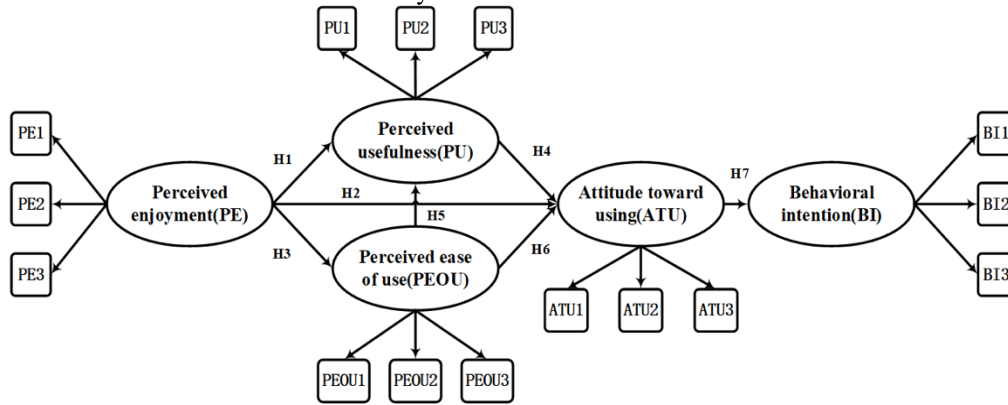 PU1
PU2
PU3
PE1
PE2
PE3
Perceived
enjoyment(PE)
H1
H2
H3
Perceived
usefulness(PU)
H4
H5
H6
Perceived ease
of use(PEOU)
PEOU1
PEOU2
PEOU3
Attitude toward
using(ATU)
ATU1
ATU2
ATU3
H7
Behavioral
intention(BI)
BI1
BI2
BI3